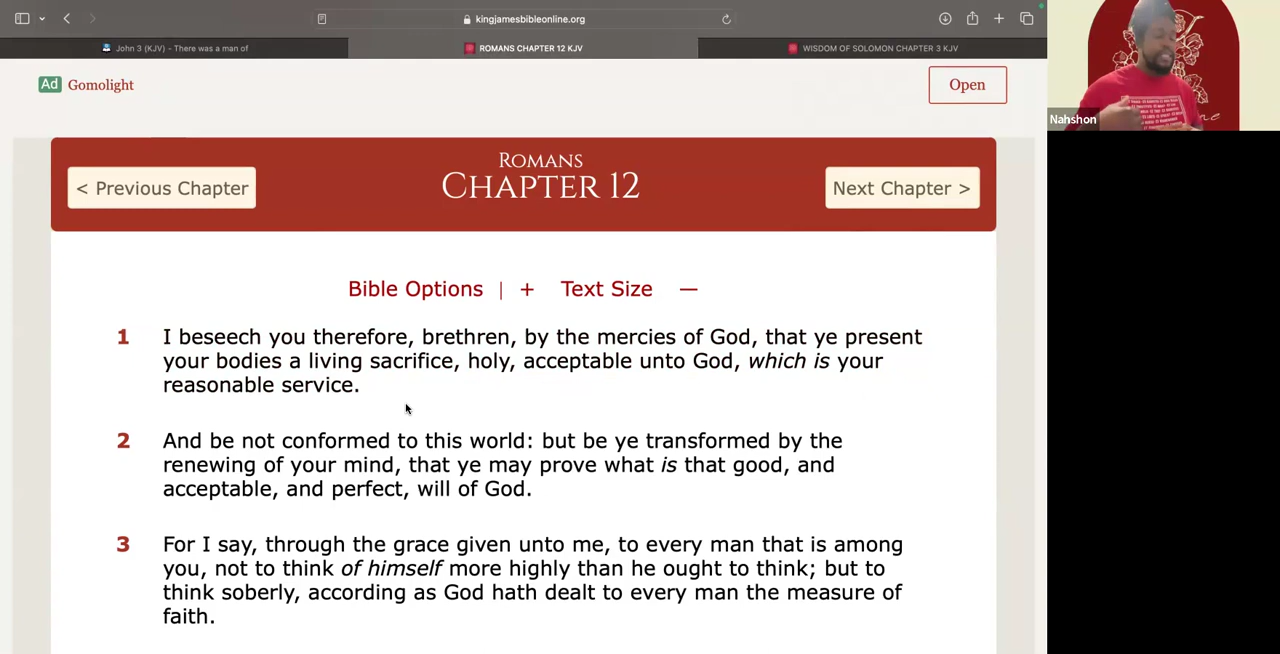 kingjamesbibleonline.org
John 3 (KJV) - There was a man of
ROMANS CHAPTER 12 KJV
WISDOM OF SOLOMON CHAPTER 3 KJV
Ad Gomolight
Open
Nahshon
ROMANS
CHAPTER 12
< Previous Chapter
Next Chapter >
Bible Options | + Text Size —
1 I beseech you therefore, brethren, by the mercies of God, that ye present
your bodies a living sacrifice, holy, acceptable unto God, which is your
reasonable service.
2 And be not conformed to this world: but be ye transformed by the
renewing of your mind, that ye may prove what is that good, and
acceptable, and perfect, will of God.
3 For I say, through the grace given unto me, to every man that is among
you, not to think of himself more highly than he ought to think; but to
think soberly, according as God hath dealt to every man the measure of
faith.